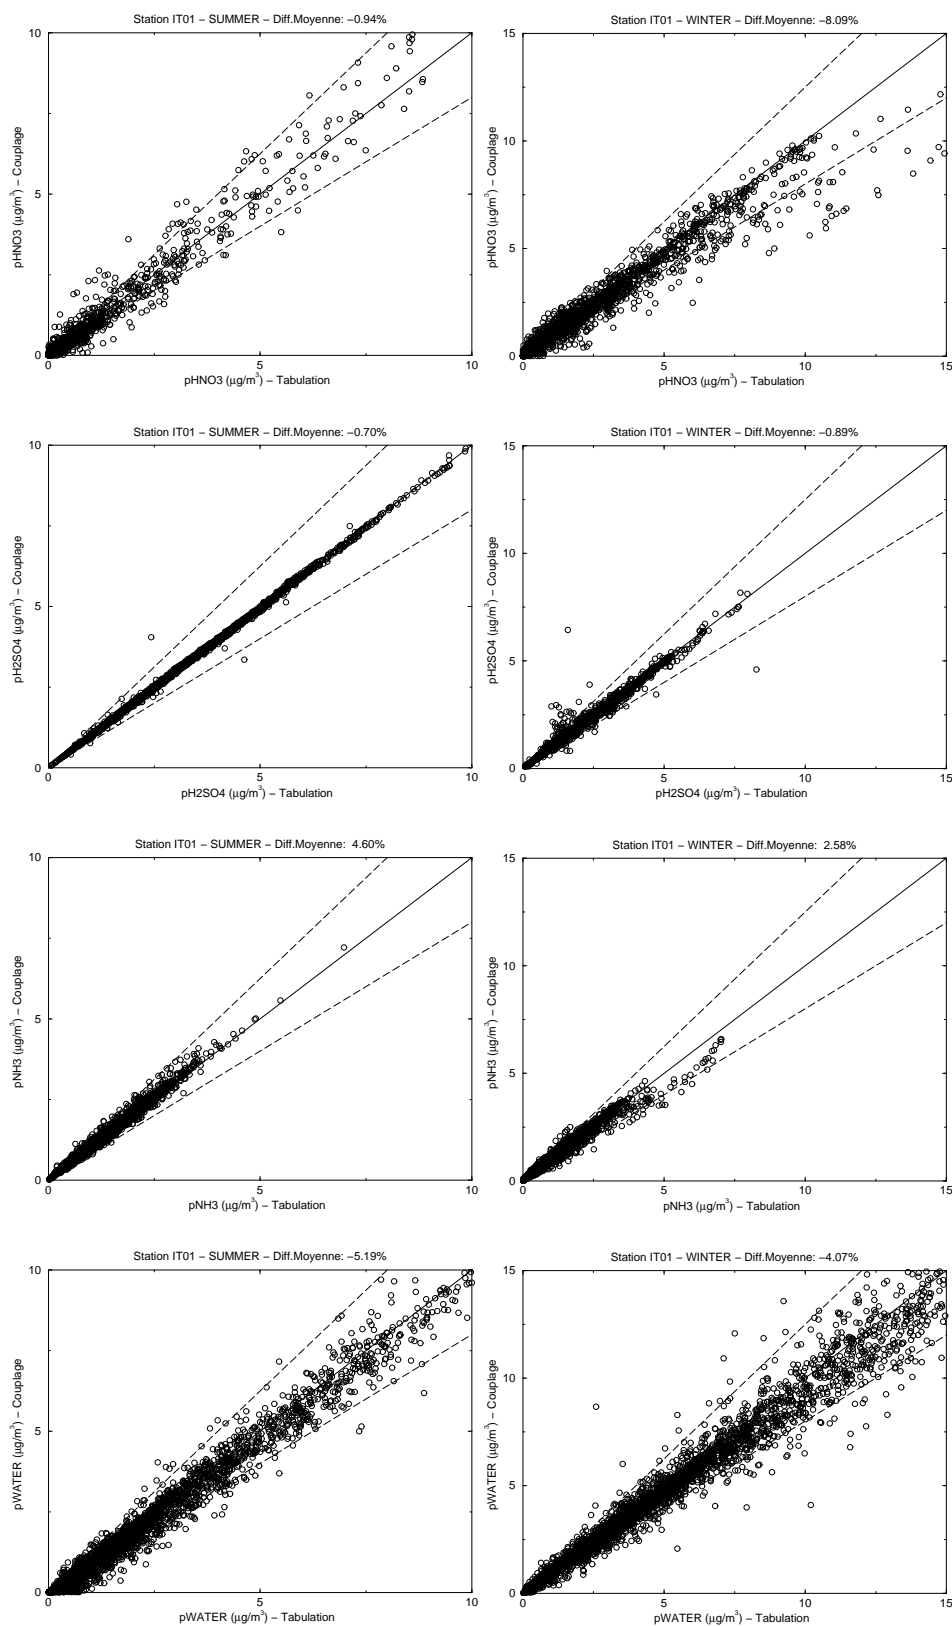 Station IT01 − SUMMER − Diff.Moyenne: −0.94%
10
5
0
0
5
10
pHNO3 (μg/m³) − Couplage
pHNO3 (μg/m³) − Tabulation
Station IT01 − WINTER − Diff.Moyenne: −8.09%
15
10
5
0
0
5
10
15
pHNO3 (μg/m³) − Couplage
pHNO3 (μg/m³) − Tabulation
Station IT01 − SUMMER − Diff.Moyenne: −0.70%
10
5
0
0
5
10
pH2SO4 (μg/m³) − Couplage
pH2SO4 (μg/m³) − Tabulation
Station IT01 − WINTER − Diff.Moyenne: −0.89%
15
10
5
0
0
5
10
15
pH2SO4 (μg/m³) − Couplage
pH2SO4 (μg/m³) − Tabulation
Station IT01 − SUMMER − Diff.Moyenne: 4.60%
10
5
0
0
5
10
pNH3 (μg/m³) − Couplage
pNH3 (μg/m³) − Tabulation
Station IT01 − WINTER − Diff.Moyenne: 2.58%
15
10
5
0
0
5
10
15
pNH3 (μg/m³) − Couplage
pNH3 (μg/m³) − Tabulation
Station IT01 − SUMMER − Diff.Moyenne: −5.19%
10
5
0
0
5
10
pWATER (μg/m³) − Couplage
pWATER (μg/m³) − Tabulation
Station IT01 − WINTER − Diff.Moyenne: −4.07%
15
10
5
0
0
5
10
15
pWATER (μg/m³) − Couplage
pWATER (μg/m³) − Tabulation